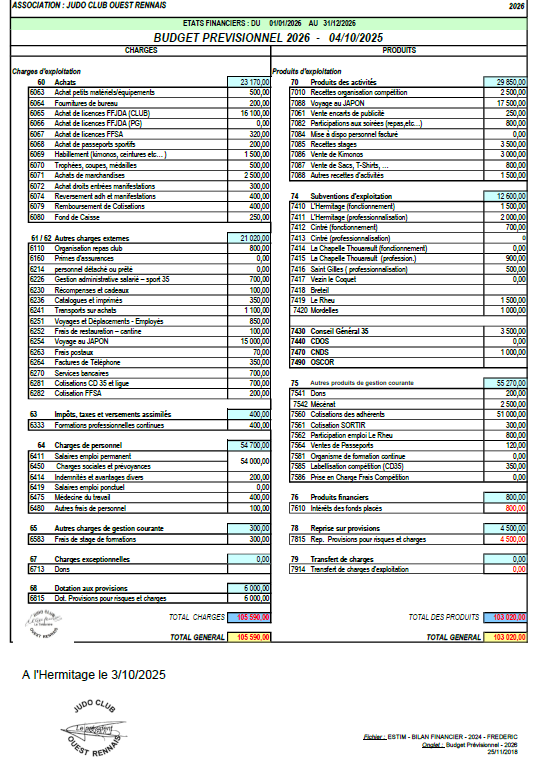 ASSOCIATION : JUDO CLUB OUEST RENNAIS 2026
ETATS FINANCIERS : DU 01/01/2026 AU 31/12/2026
BUDGET PREVISIONNEL 2026 - 04/10/2025
CHARGES PRODUITS
Charges d'exploitation
60 Achats 23 170,00
6063 Achat petits matériels/équipements 500,00
6064 Fournitures de bureau 200,00
6065 Achat de licences FFJDA (CLUB) 16 100,00
6066 Achat de licences FFJDA (PG) 0,00
6067 Achat de licences FFSA 320,00
6068 Achat de passeports sportifs 200,00
6069 Habillement (kimonos, ceintures etc... ) 1 500,00
6070 Trophées, coupes, médailles 500,00
6071 Achats de marchandises 2 500,00
6072 Achat droits entrées manifestations 300,00
6074 Reversement adh et manifestations 400,00
6079 Remboursement de Cotisations 400,00
6080 Fond de Caisse 250,00
61 / 62 Autres charges externes 21 020,00
6110 Organisation repas club 800,00
6160 Primes d'assurances 0,00
6214 personnel détaché ou prêté 0,00
6226 Gestion administrative salarié – sport 35 700,00
6230 Récompenses et cadeaux 100,00
6236 Catalogues et imprimés 350,00
6241 Transports sur achats 1 100,00
6251 Voyages et Déplacements - Employés 850,00
6252 Frais de restauration – cantine 100,00
6254 Voyage au JAPON 15 000,00
6263 Frais postaux 70,00
6264 Factures de Téléphone 350,00
6270 Services bancaires 700,00
6281 Cotisations CD 35 et ligue 700,00
6282 Cotisation FFSA 200,00
63 Impôts, taxes et versements assimilés 400,00
6333 Formations professionnelles continues 400,00
64 Charges de personnel 54 700,00
6411 Salaires emploi permanent
6450 Charges sociales et prévoyances 54 000,00
6414 Indemnités et avantages divers 200,00
6419 Salaires emploi ponctuel 0,00
6475 Médecine du travail 400,00
6480 Autres frais de personnel 100,00
65 Autres charges de gestion courante 300,00
6583 Frais de stage de formations 300,00
67 Charges exceptionnelles 0,00
6713 Dons
68 Dotation aux provisions 6 000,00
6815 Dot. Provisions pour risques et charges 6 000,00
TOTAL CHARGES 105 590,00
TOTAL GENERAL 105 590,00
Produits d'exploitation
70 Produits des activités 29 850,00
7010 Recettes organisation compétition 2 500,00
7088 Voyage au JAPON 17 500,00
7061 Vente encarts de publicité 250,00
7082 Participations aux soirées (repas,etc...) 800,00
7084 Mise à dispo personnel facturé 0,00
7085 Recettes stages 3 500,00
7086 Vente de Kimonos 3 000,00
7087 Vente de Sacs, T-Shirts, ... 800,00
7088 Autres recettes d'activités 1 500,00
74 Subventions d'exploitation 12 600,00
7410 L'Hermitage (fonctionnement) 1 500,00
7411 L'Hermitage (professionnalisation) 2 000,00
7412 Cintré (fonctionnement) 700,00
7413 Cintré (professionnalisation) 0
7414 La Chapelle Thouarault (fonctionnement) 0,00
7415 La Chapelle Thouarault (profession.) 900,00
7416 Saint Gilles ( professionnalisation) 500,00
7417 Vezin le Coquet 0,00
7418 Breteil
7419 Le Rheu 1 500,00
7420 Mordelles 1 000,00
7430 Conseil Général 35 3 500,00
7440 CDOS 0,00
7470 CNDS 1 000,00
7490 OSCOR
75 Autres produits de gestion courante 55 270,00
7541 Dons 200,00
7542 Mécénat 2 500,00
7560 Cotisations des adhérents 51 000,00
7561 Cotisation SORTIR 300,00
7562 Participation emploi Le Rheu 800,00
7564 Ventes de Passeports 120,00
7581 Organisme de formation continue 0,00
7585 Labellisation compétition (CD35) 350,00
7586 Prise en Charge Frais Compétition 0,00
76 Produits financiers 800,00
7610 Intérêts des fonds placés 800,00
78 Reprise sur provisions 4 500,00
7815 Rep. Provisions pour risques et charges 4 500,00
79 Transfert de charges 0,00
7914 Transfert de charges d'exploitation 0,00
TOTAL DES PRODUITS 103 020,00
TOTAL GENERAL 103 020,00
JUDO CLUB
OUEST RENNAIS
A l'Hermitage le 3/10/2025
JUDO CLUB
Le président
OUEST RENNAIS
Fichier : ESTIM - BILAN FINANCIER - 2024 - FREDERIC
Onglet : Budget Prévisionnel - 2026
25/11/2018